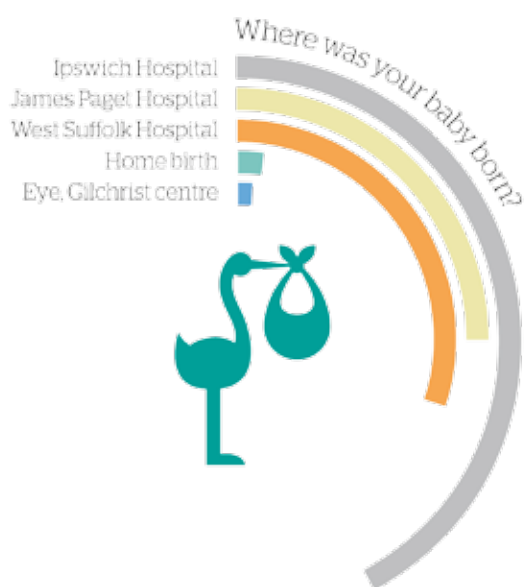 Where was your baby born?
Ipswich Hospital
James Paget Hospital
West Suffolk Hospital
Home birth
Eye, Gilchrist centre